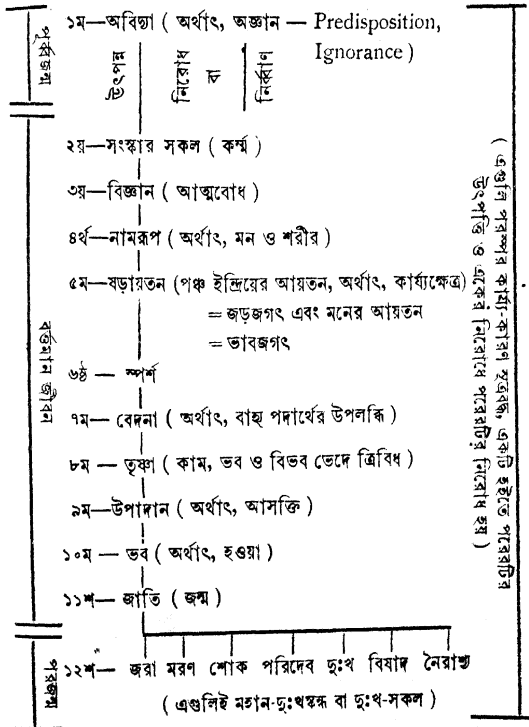 পূর্ব্বজন্ম
১ম—অবিদ্যা ( অর্থাৎ, অজ্ঞান — Predisposition,
Ignorance )
উৎপন্ন
নিরোধ
বা
নির্ব্বাণ
বর্ত্তমান জীবন
২য়—সংস্কার সকল ( কর্ম্ম )
৩য়—বিজ্ঞান ( আত্মবোধ )
৪র্থ—নামরূপ ( অর্থাৎ, মন ও শরীর )
৫ম—ষড়ায়তন (পঞ্চ ইন্দ্রিয়ের আয়তন, অর্থাৎ, কার্য্যক্ষেত্র)
= জড়জগৎ এবং মনের আয়তন
= ভাবজগৎ
৬ষ্ঠ — স্পর্শ
৭ম— বেদনা ( অর্থাৎ, বাহ্য পদার্থের উপলব্ধি )
৮ম — তৃষ্ণা ( কাম, ভব ও বিভব ভেদে ত্রিবিধ )
৯ম—উপাদান ( অর্থাৎ, আসক্তি )
১০ম — ভব ( অর্থাৎ, হওয়া )
১১শ— জাতি ( জন্ম )
পরজন্ম
১২শ— জরা মরণ শোক পরিদেব দুঃখ বিষাদ নৈরাশ্য
( এগুলিই মহান-দুঃখস্কন্ধ বা দুঃখ-সকল )
( এগুলি পরস্পর কার্য্য-কারণ সূত্রবদ্ধ, একটি হইতে পরেরটির
উৎপত্তি ও একের নিরোধে পরেরটির নিরোধ হয় )